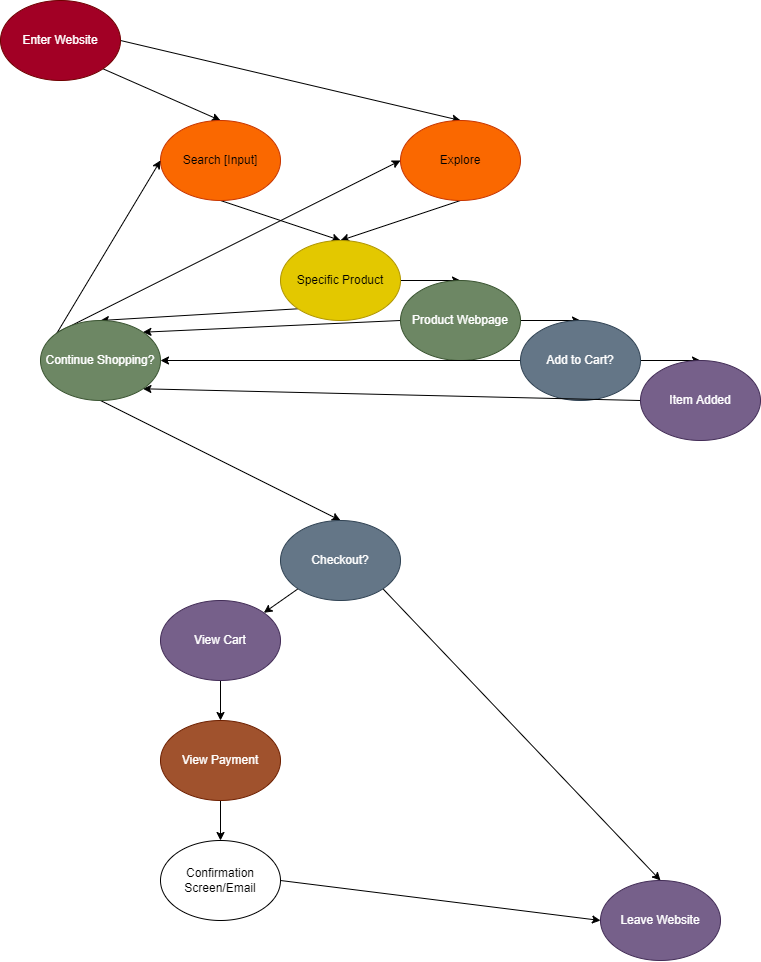 Enter Website
Search [Input]
Explore
Specific Product
Product Webpage
Continue Shopping?
Add to Cart?
Item Added
Checkout?
View Cart
View Payment
Confirmation
Screen/Email
Leave Website